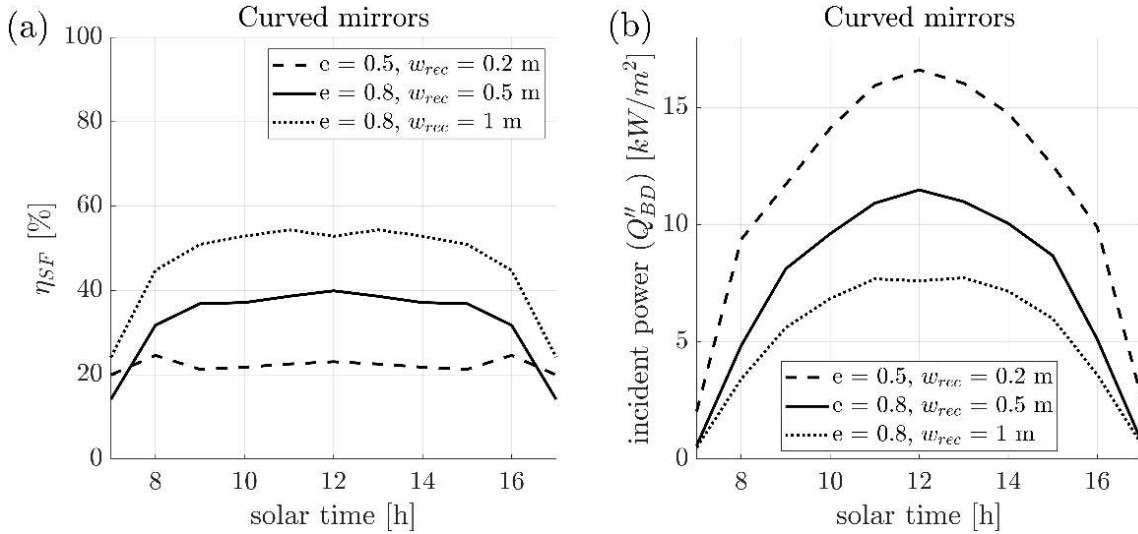 (a)
Curved mirrors
100
80
60
40
20
0
η_SF [%]
e = 0.5, w_rec = 0.2 m
e = 0.8, w_rec = 0.5 m
e = 0.8, w_rec = 1 m
8 10 12 14 16
solar time [h]
(b)
Curved mirrors
15
10
5
0
incident power (Q''_BD) [kW/m²]
e = 0.5, w_rec = 0.2 m
e = 0.8, w_rec = 0.5 m
e = 0.8, w_rec = 1 m
8 10 12 14 16
solar time [h]